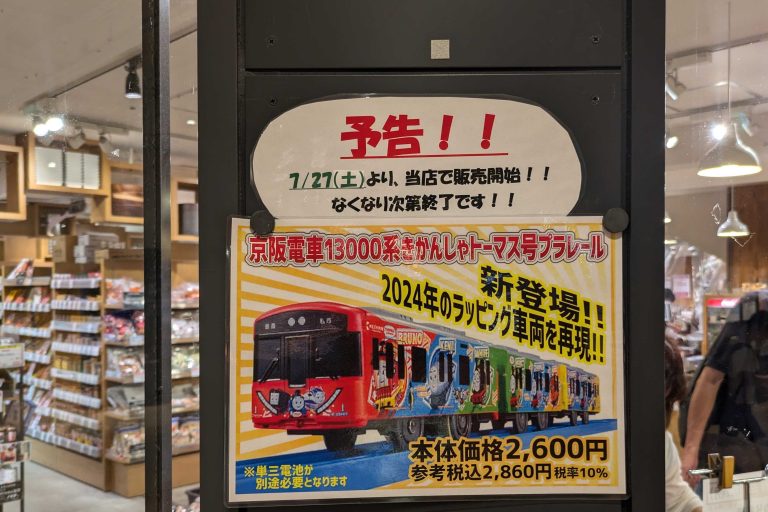 予告！！
7/27(土)より、当店で販売開始！！
なくなり次第終了です！！
京阪電車13000系きかんしゃトーマス号プラレール
新登場!!
2024年のラッピング車両を再現!!
BRUNO
KENJI
本体価格2,600円
参考税込2,860円 税率10%
※単三電池が
別途必要となります